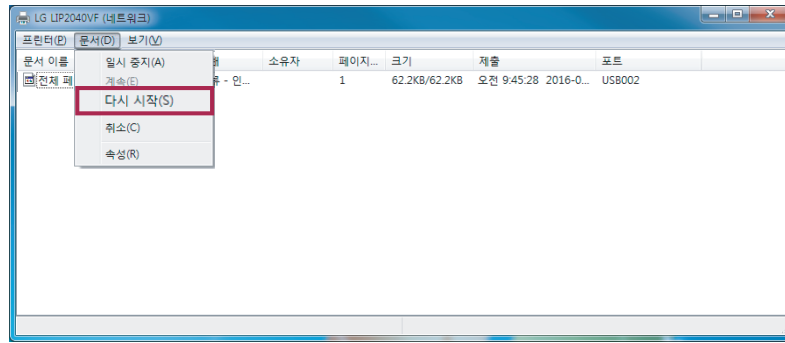 LG LIP2040VF (네트워크)
프린터(P) 문서(D) 보기(V)
문서 이름 소유자 페이지... 크기 제출 포트
전체 페 류 - 인... 1 62.2KB/62.2KB 오전 9:45:28 2016-0... USB002
일시 중지(A)
계속(E)
다시 시작(S)
취소(C)
속성(R)